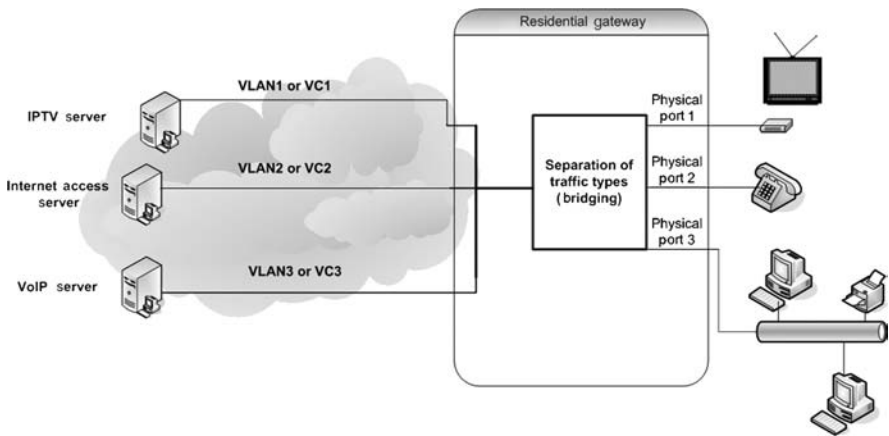 Residential gateway
VLAN1 or VC1
IPTV server
Physical
port 1
VLAN2 or VC2
Internet access
server
Separation of
traffic types
(bridging)
Physical
port 2
Physical
port 3
VLAN3 or VC3
VoIP server